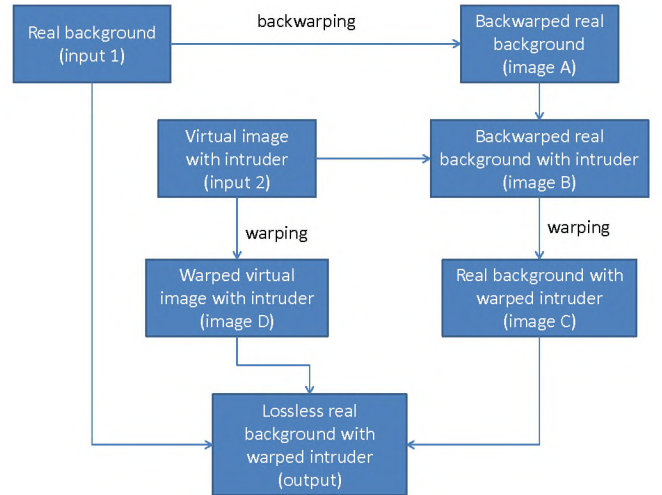 Real background
(input 1)
backwarping
Backwarped real
background
(image A)
Virtual image
with intruder
(input 2)
Backwarped real
background with intruder
(image B)
warping
warping
Warped virtual
image with intruder
(image D)
Real background with
warped intruder
(image C)
Lossless real
background with
warped intruder
(output)